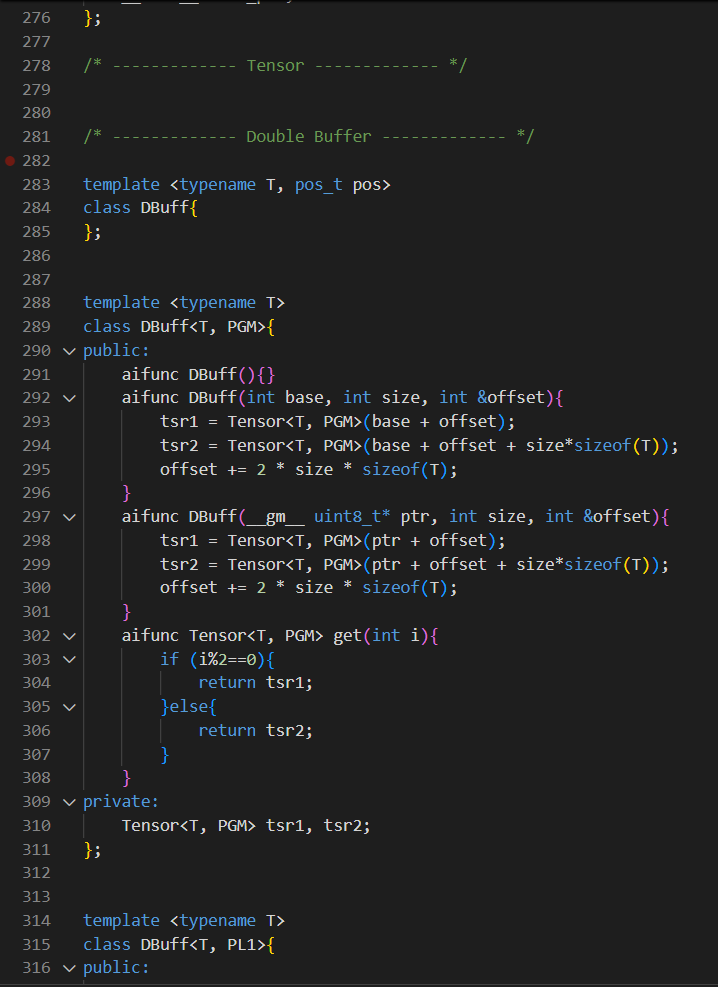 276 };
277
278 /* ------------- Tensor ------------- */
279
280
281 /* ------------- Double Buffer ------------- */
282
283 template <typename T, pos_t pos>
284 class DBuff{
285 };
286
287
288 template <typename T>
289 class DBuff<T, PGM>{
290 public:
291     aifunc DBuff(){}
292     aifunc DBuff(int base, int size, int &offset){
293         tsr1 = Tensor<T, PGM>(base + offset);
294         tsr2 = Tensor<T, PGM>(base + offset + size*sizeof(T));
295         offset += 2 * size * sizeof(T);
296     }
297     aifunc DBuff(__gm__ uint8_t* ptr, int size, int &offset){
298         tsr1 = Tensor<T, PGM>(ptr + offset);
299         tsr2 = Tensor<T, PGM>(ptr + offset + size*sizeof(T));
300         offset += 2 * size * sizeof(T);
301     }
302     aifunc Tensor<T, PGM> get(int i){
303         if (i%2==0){
304             return tsr1;
305         }else{
306             return tsr2;
307         }
308     }
309 private:
310     Tensor<T, PGM> tsr1, tsr2;
311 };
312
313
314 template <typename T>
315 class DBuff<T, PL1>{
316 public: